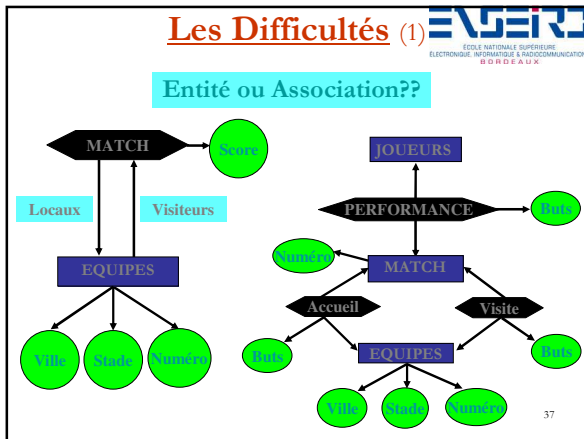 Les Difficultés (1)
ENSEIRB
ÉCOLE NATIONALE SUPÉRIEURE
ÉLECTRONIQUE, INFORMATIQUE & RADIOCOMMUNICATION
BORDEAUX
Entité ou Association??
MATCH
Score
Locaux
Visiteurs
EQUIPES
Ville
Stade
Numéro
JOUEURS
PERFORMANCE
Buts
Numéro
MATCH
Accueil
Visite
Buts
EQUIPES
Buts
Ville
Stade
Numéro
37